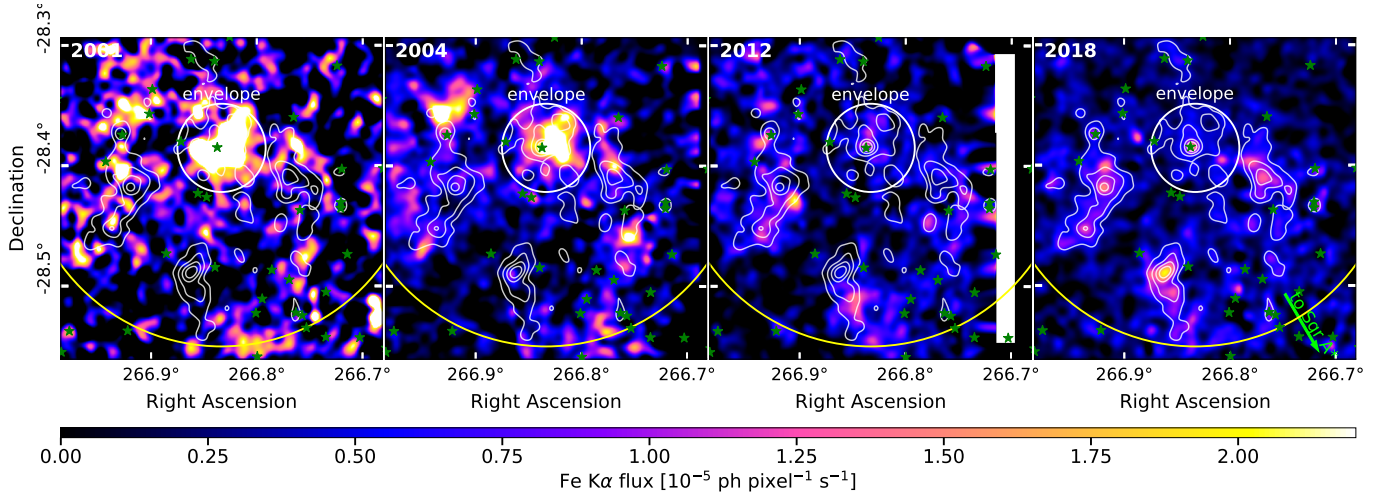 2001
2004
2012
2018
envelope
envelope
envelope
envelope
-28.3°
-28.4°
-28.5°
Declination
to Sgr A*
266.9° 266.8° 266.7°
266.9° 266.8° 266.7°
266.9° 266.8° 266.7°
266.9° 266.8° 266.7°
Right Ascension
Right Ascension
Right Ascension
Right Ascension
0.00 0.25 0.50 0.75 1.00 1.25 1.50 1.75 2.00
Fe Kα flux [10⁻⁵ ph pixel⁻¹ s⁻¹]